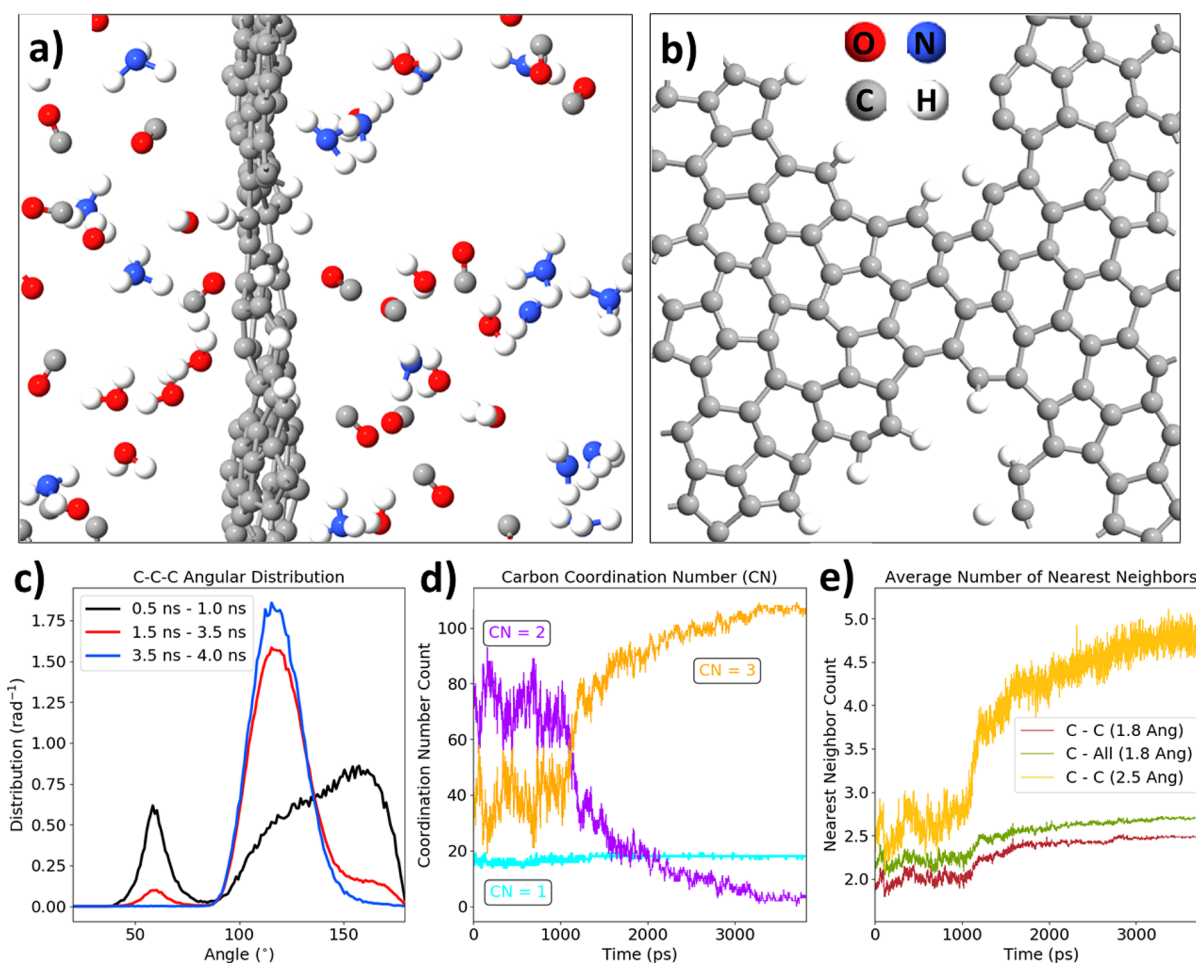 a)
b)
O N
C H
c)
C-C-C Angular Distribution
0.5 ns - 1.0 ns
1.5 ns - 3.5 ns
3.5 ns - 4.0 ns
1.75
1.50
1.25
1.00
0.75
0.50
0.25
0.00
Distribution (rad⁻¹)
50 100 150
Angle (°)
d)
Carbon Coordination Number (CN)
CN = 2
CN = 3
CN = 1
100
80
60
40
20
0
Coordination Number Count
0 1000 2000 3000
Time (ps)
e)
Average Number of Nearest Neighbors
C - C (1.8 Ang)
C - All (1.8 Ang)
C - C (2.5 Ang)
5.0
4.5
4.0
3.5
3.0
2.5
2.0
Nearest Neighbor Count
0 1000 2000 3000
Time (ps)